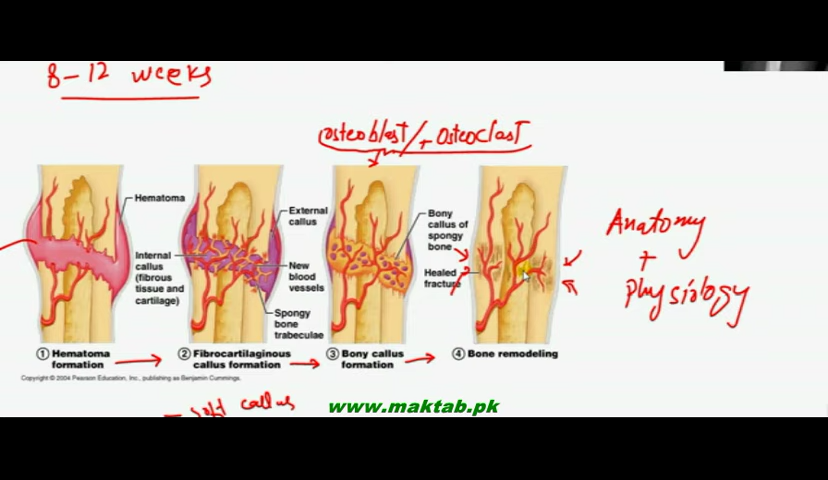 8-12 weeks
osteoblast/+ osteoclast
Hematoma
External
callus
Bony
callus of
spongy
bone
Internal
callus
(fibrous
tissue and
cartilage)
New
blood
vessels
Healed
fracture
Spongy
bone
trabeculae
Anatomy
+
Physiology
① Hematoma
formation
② Fibrocartilaginous
callus formation
③ Bony callus
formation
④ Bone remodeling
Copyright © 2004 Pearson Education, Inc., publishing as Benjamin Cummings.
- soft callus
www.maktab.pk